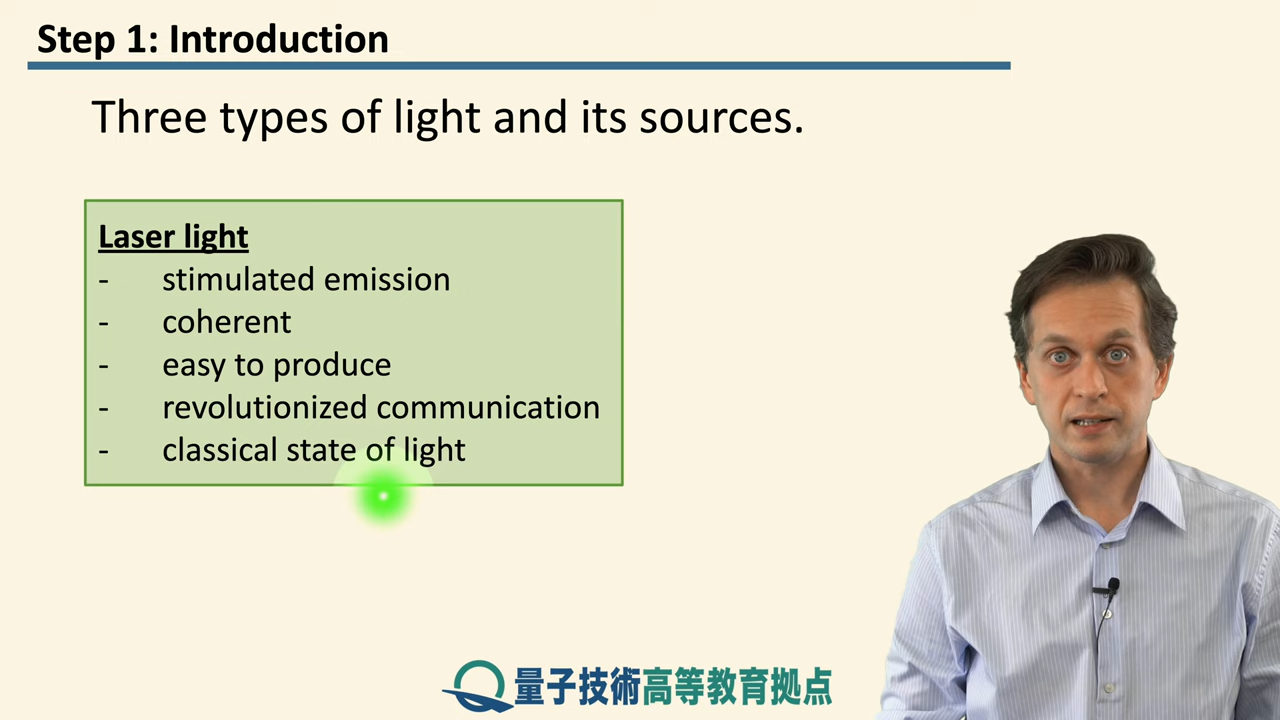 Step 1: Introduction
Three types of light and its sources.
Laser light
- stimulated emission
- coherent
- easy to produce
- revolutionized communication
- classical state of light
量子技術高等教育拠点